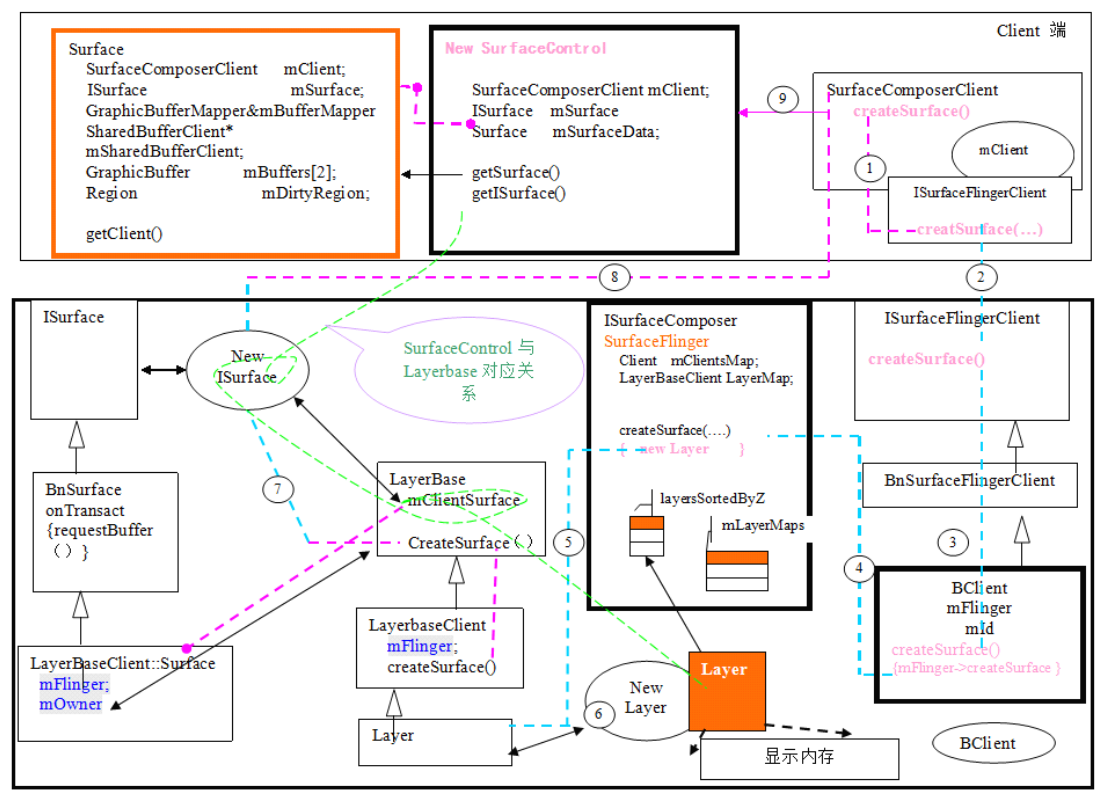 Client 端
Surface
SurfaceComposerClient mClient;
ISurface mSurface;
GraphicBufferMapper&mBufferMapper
SharedBufferClient*
mSharedBufferClient;
GraphicBuffer mBuffers[2];
Region mDirtyRegion;
getClient()
New SurfaceControl
SurfaceComposerClient mClient;
ISurface mSurface
Surface mSurfaceData;
getSurface()
getISurface()
9
SurfaceComposerClient
createSurface()
mClient
1
ISurfaceFlingerClient
creatSurface(…)
8
2
ISurface
New
ISurface
SurfaceControl 与
Layerbase 对应关
系
ISurfaceComposer
SurfaceFlinger
Client mClientsMap;
LayerBaseClient LayerMap;
createSurface(….)
{ new Layer }
layersSortedByZ
mLayerMaps
ISurfaceFlingerClient
createSurface()
BnSurface
onTransact
{requestBuffer
（）}
7
LayerBase
mClientSurface
CreateSurface（）
5
BnSurfaceFlingerClient
3
4
BClient
mFlinger
mId
createSurface()
{mFlinger->createSurface }
LayerbaseClient
mFlinger;
createSurface()
LayerBaseClient::Surface
mFlinger;
mOwner
Layer
New
Layer
6
Layer
显示内存
BClient